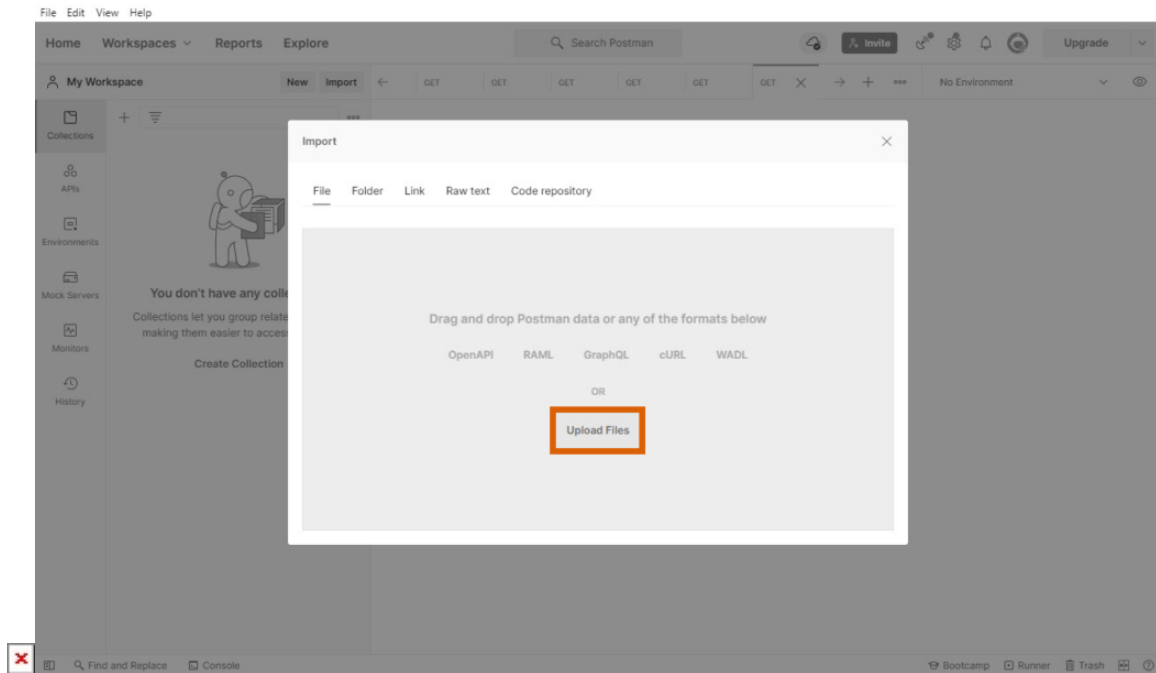 File Edit View Help
Home Workspaces Reports Explore Search Postman Invite Upgrade
My Workspace New Import GET GET GET GET GET GET No Environment
Collections
APIs
Environments
Mock Servers
Monitors
History
You don't have any colle
Collections let you group relate
making them easier to acces
Create Collection
Import
File Folder Link Raw text Code repository
Drag and drop Postman data or any of the formats below
OpenAPI RAML GraphQL cURL WADL
OR
Upload Files
Find and Replace Console Bootcamp Runner Trash